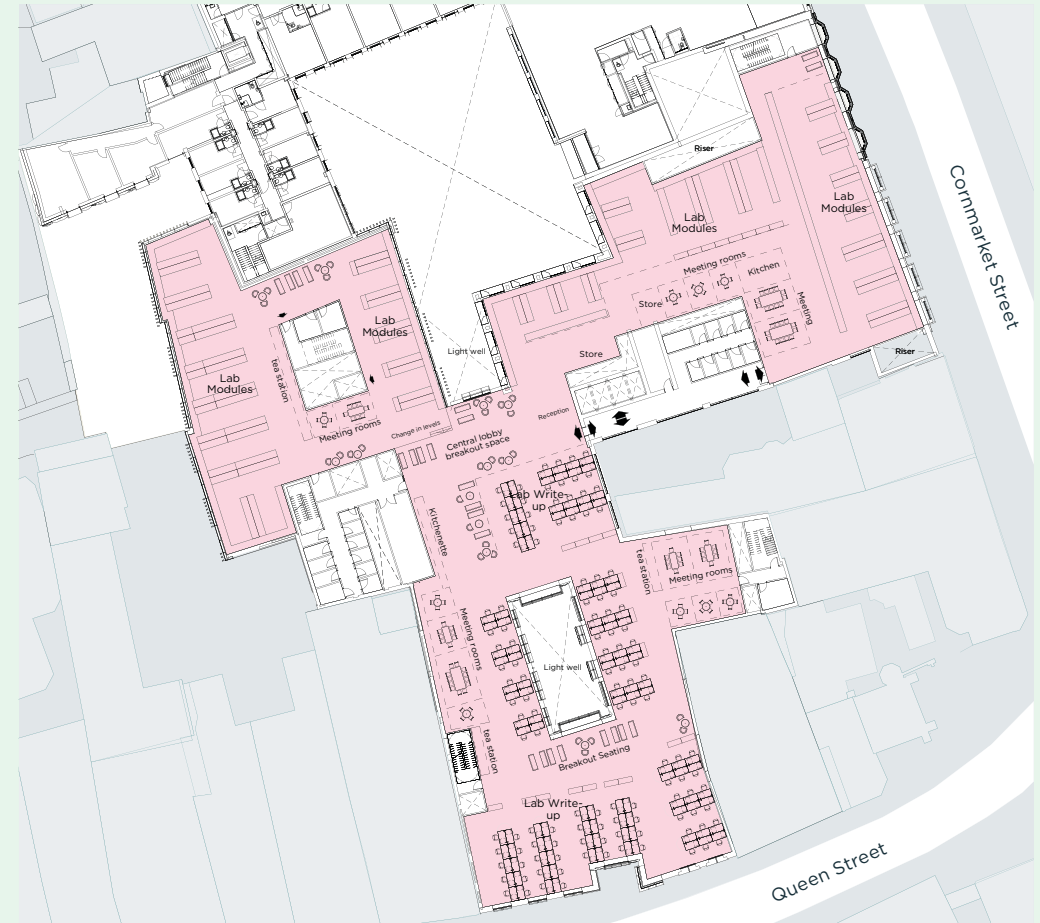 Riser
Cornmarket Street
Lab
Modules
Lab
Modules
Meeting rooms
Kitchen
Store
Meeting
Lab
Modules
Light well
Store
Riser
tea station
Lab
Modules
Reception
Meeting rooms
Change in levels
Central lobby
breakout space
Lab Write-
up
Kitchenette
tea station
Meeting rooms
Meeting rooms
Light well
tea station
Breakout Seating
Lab Write-
up
Queen Street